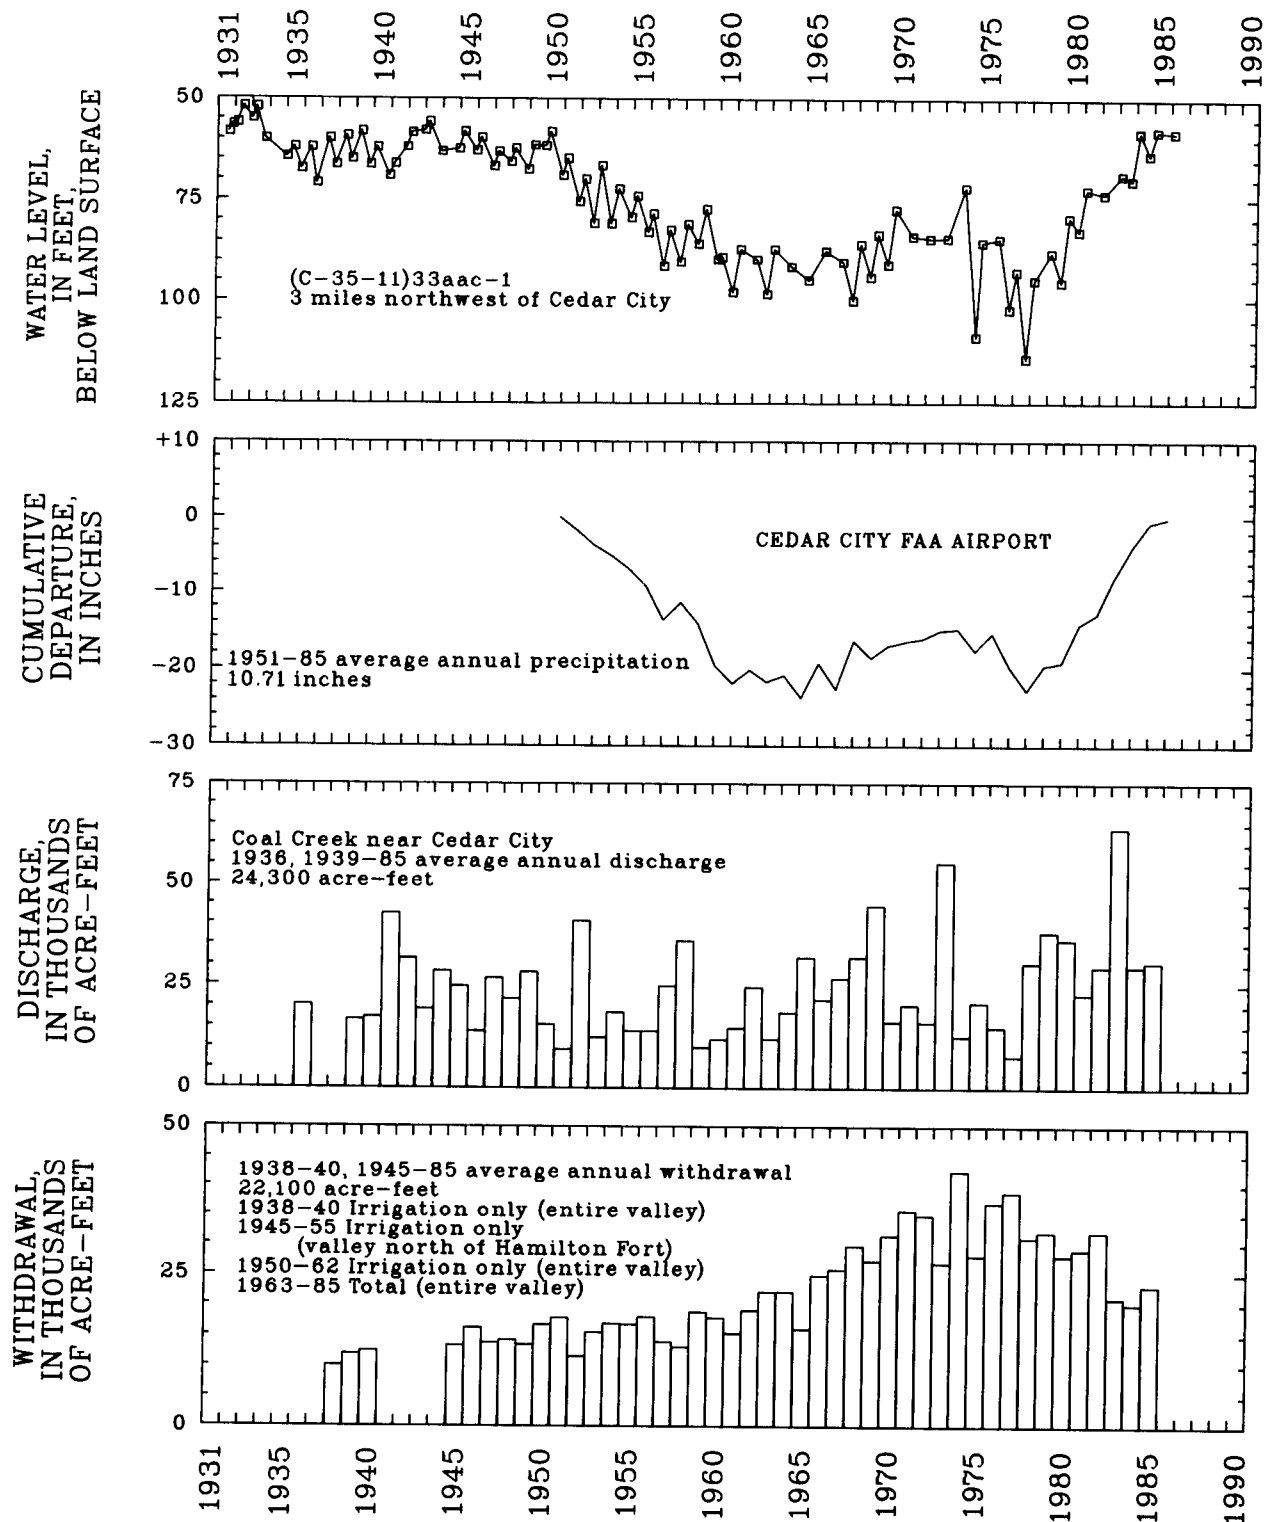 1931 1935 1940 1945 1950 1955 1960 1965 1970 1975 1980 1985 1990
WATER LEVEL,
IN FEET,
BELOW LAND SURFACE
50
75
100
125
(C-35-11)33aac-1
3 miles northwest of Cedar City
CUMULATIVE
DEPARTURE,
IN INCHES
+10
0
-10
-20
-30
CEDAR CITY FAA AIRPORT
1951-85 average annual precipitation
10.71 inches
DISCHARGE,
IN THOUSANDS
OF ACRE-FEET
75
50
25
0
Coal Creek near Cedar City
1936, 1939-85 average annual discharge
24,300 acre-feet
WITHDRAWAL,
IN THOUSANDS
OF ACRE-FEET
50
25
0
1938-40, 1945-85 average annual withdrawal
22,100 acre-feet
1938-40 Irrigation only (entire valley)
1945-55 Irrigation only
(valley north of Hamilton Fort)
1950-62 Irrigation only (entire valley)
1963-85 Total (entire valley)
1931 1935 1940 1945 1950 1955 1960 1965 1970 1975 1980 1985 1990